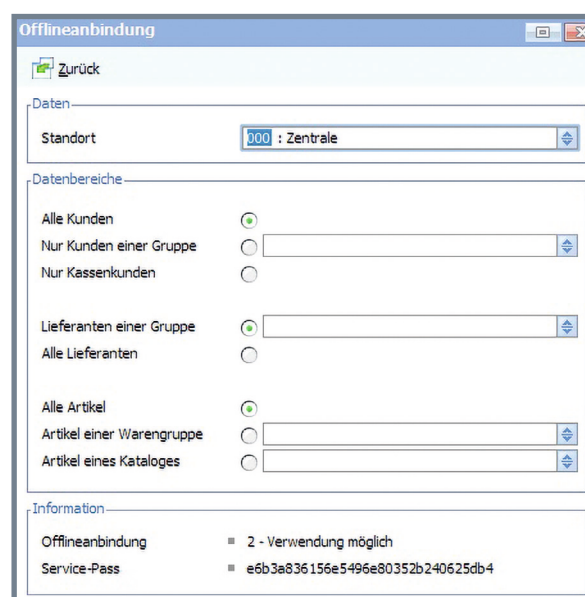 Offlineanbindung
Zurück
Daten
Standort 000 : Zentrale
Datenbereiche
Alle Kunden
Nur Kunden einer Gruppe
Nur Kassenkunden
Lieferanten einer Gruppe
Alle Lieferanten
Alle Artikel
Artikel einer Warengruppe
Artikel eines Kataloges
Information
Offlineanbindung 2 - Verwendung möglich
Service-Pass e6b3a836156e5496e80352b240625db4